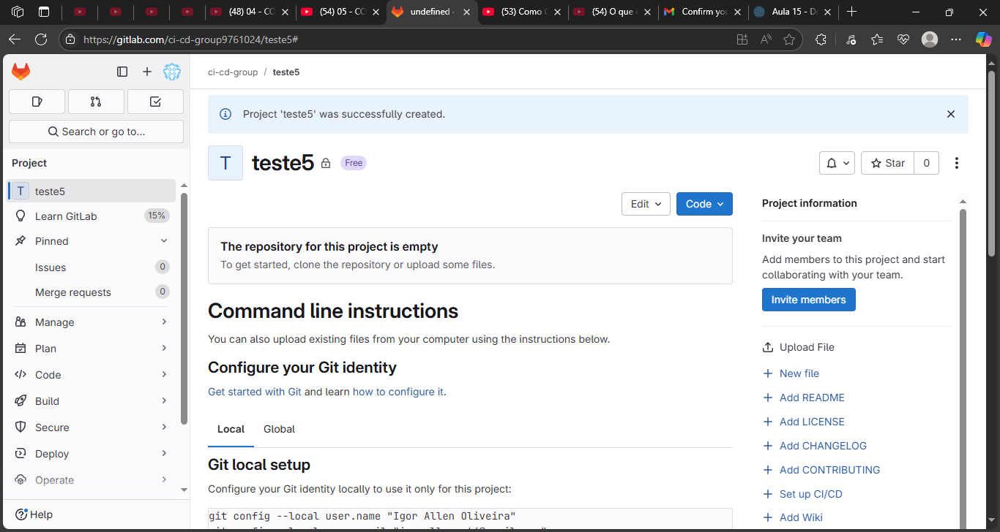 (48) 04 - CO
(54) 05 - CO
undefined ·
(53) Como
(54) O que
Confirm you
Aula 15 - D
https://gitlab.com/ci-cd-group9761024/teste5#
ci-cd-group / teste5
Search or go to...
Project
T teste5
Learn GitLab 15%
Pinned
Issues 0
Merge requests 0
Manage
Plan
Code
Build
Secure
Deploy
Operate
Help
Project 'teste5' was successfully created.
T teste5 Free
Star 0
Edit Code
The repository for this project is empty
To get started, clone the repository or upload some files.
Command line instructions
You can also upload existing files from your computer using the instructions below.
Configure your Git identity
Get started with Git and learn how to configure it.
Local Global
Git local setup
Configure your Git identity locally to use it only for this project:
git config --local user.name "Igor Allen Oliveira"
Project information
Invite your team
Add members to this project and start
collaborating with your team.
Invite members
Upload File
+ New file
+ Add README
+ Add LICENSE
+ Add CHANGELOG
+ Add CONTRIBUTING
+ Set up CI/CD
+ Add Wiki